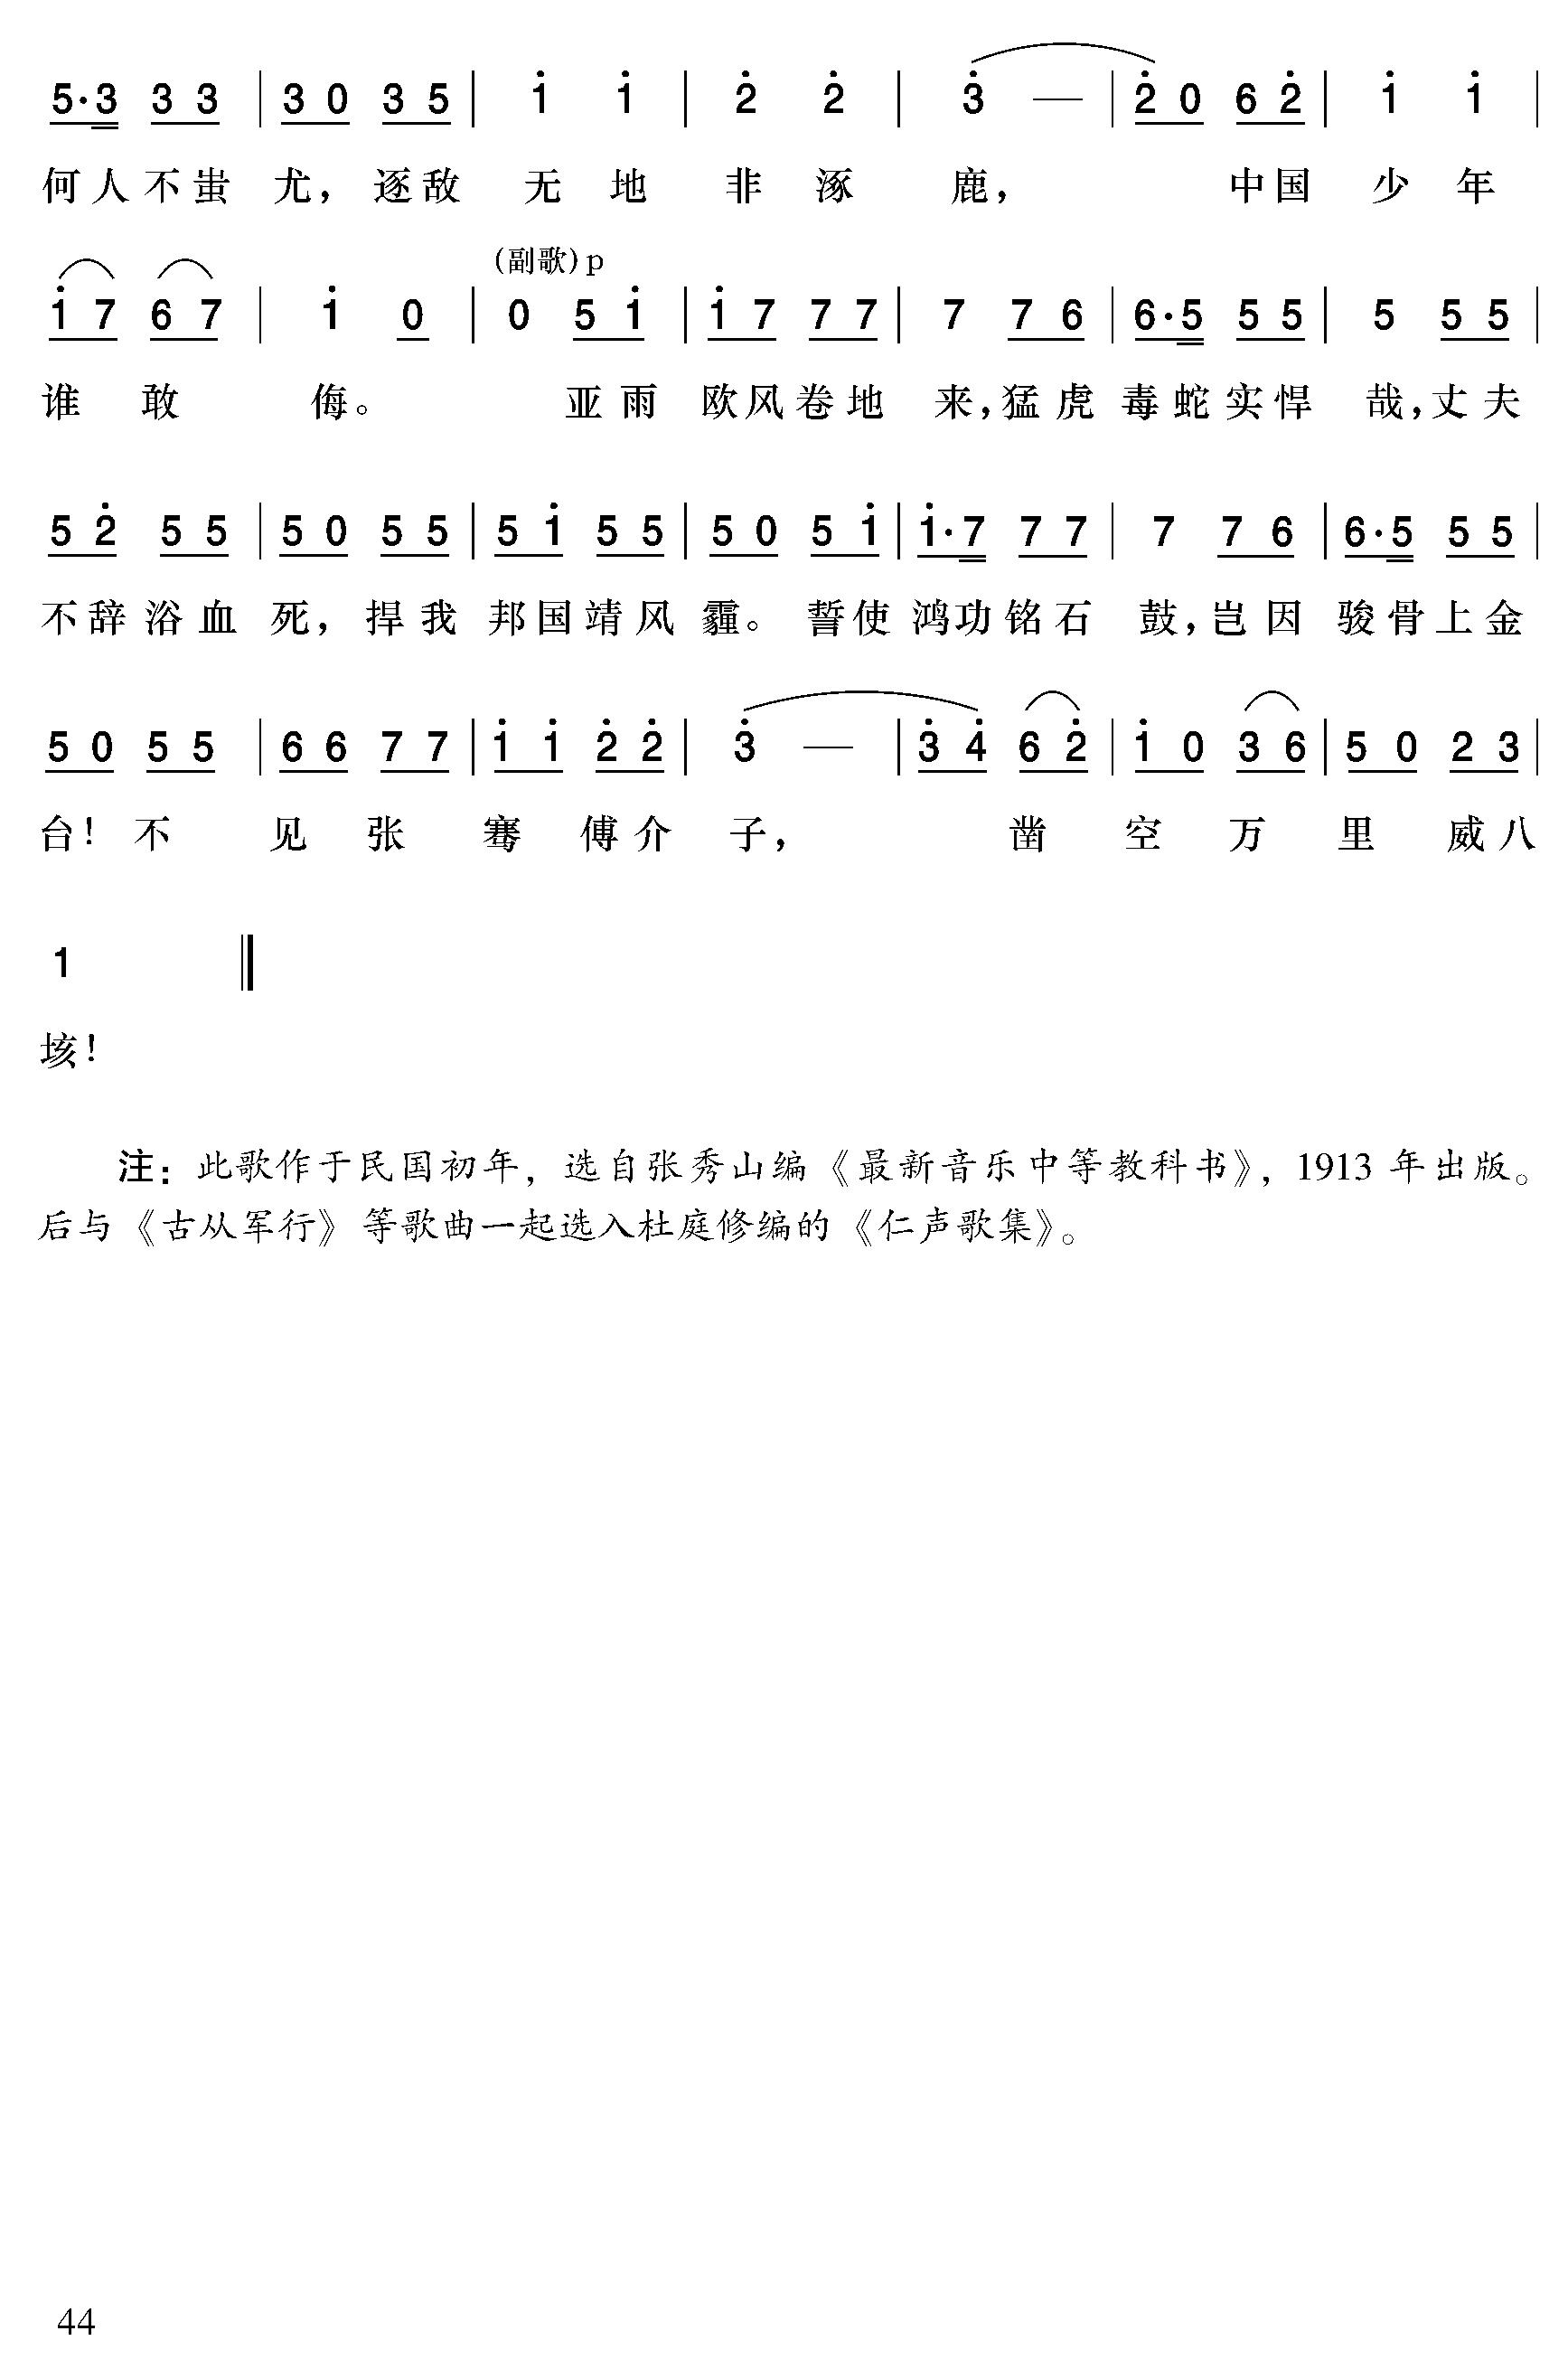 5·3 3 3 | 3 0 3 5 | i i | 2̇ 2̇ | 3̇ — | 2̇ 0 6 2̇ | i i |
何人不蚩 尤，逐敌 无 地 非 涿 鹿， 中国 少 年
i 7 6 7 | i 0 | 0 5 i | i 7 7 7 | 7 7 6 | 6·5 5 5 | 5 5 5 |
(副歌) p
谁 敢 侮。 亚雨 欧风卷地 来，猛虎 毒蛇实悍 哉，丈夫
5 2̇ 5 5 | 5 0 5 5 | 5 i 5 5 | 5 0 5 i | i·7 7 7 | 7 7 6 | 6·5 5 5 |
不辞浴血 死，捍我 邦国靖风 霾。誓使 鸿功铭石 鼓，岂因 骏骨上金
5 0 5 5 | 6 6 7 7 | i i 2̇ 2̇ | 3̇ — | 3̇ 4̇ 6 2̇ | i 0 3 6 | 5 0 2 3 |
台！不 见 张 骞 傅介 子， 凿 空 万 里 威八
1 ‖
垓！
注：此歌作于民国初年，选自张秀山编《最新音乐中等教科书》，1913 年出版。
后与《古从军行》等歌曲一起选入杜庭修编的《仁声歌集》。
44